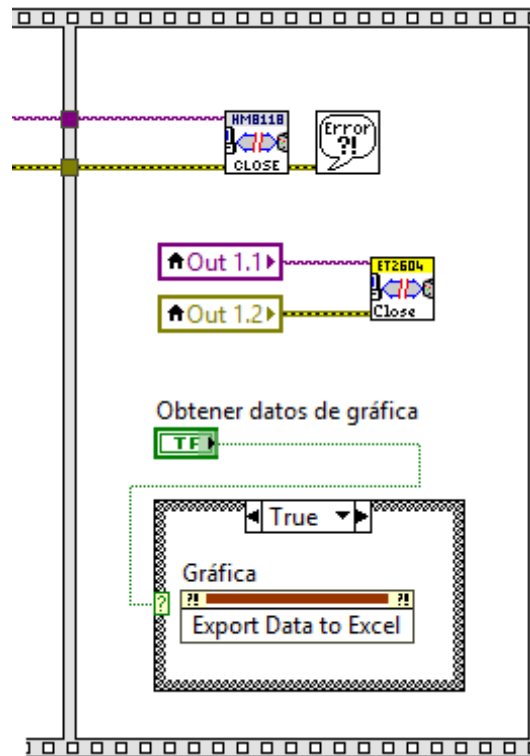 HM8118
CLOSE
Error
?!
Out 1.1
ET2604
Out 1.2
Close
Obtener datos de gráfica
TF
True
Gráfica
?
?! ?!
Export Data to Excel